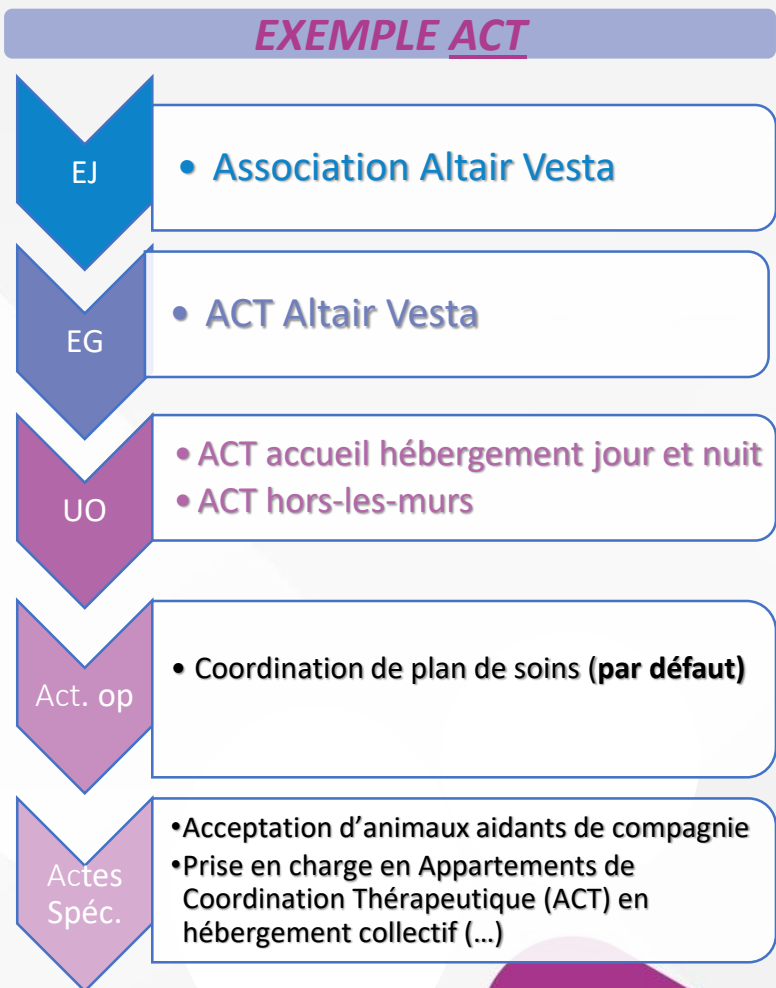 EXEMPLE ACT
EJ
• Association Altair Vesta
EG
• ACT Altair Vesta
UO
• ACT accueil hébergement jour et nuit
• ACT hors-les-murs
Act. op
• Coordination de plan de soins (par défaut)
Actes
Spéc.
•Acceptation d’animaux aidants de compagnie
•Prise en charge en Appartements de
Coordination Thérapeutique (ACT) en
hébergement collectif (...)